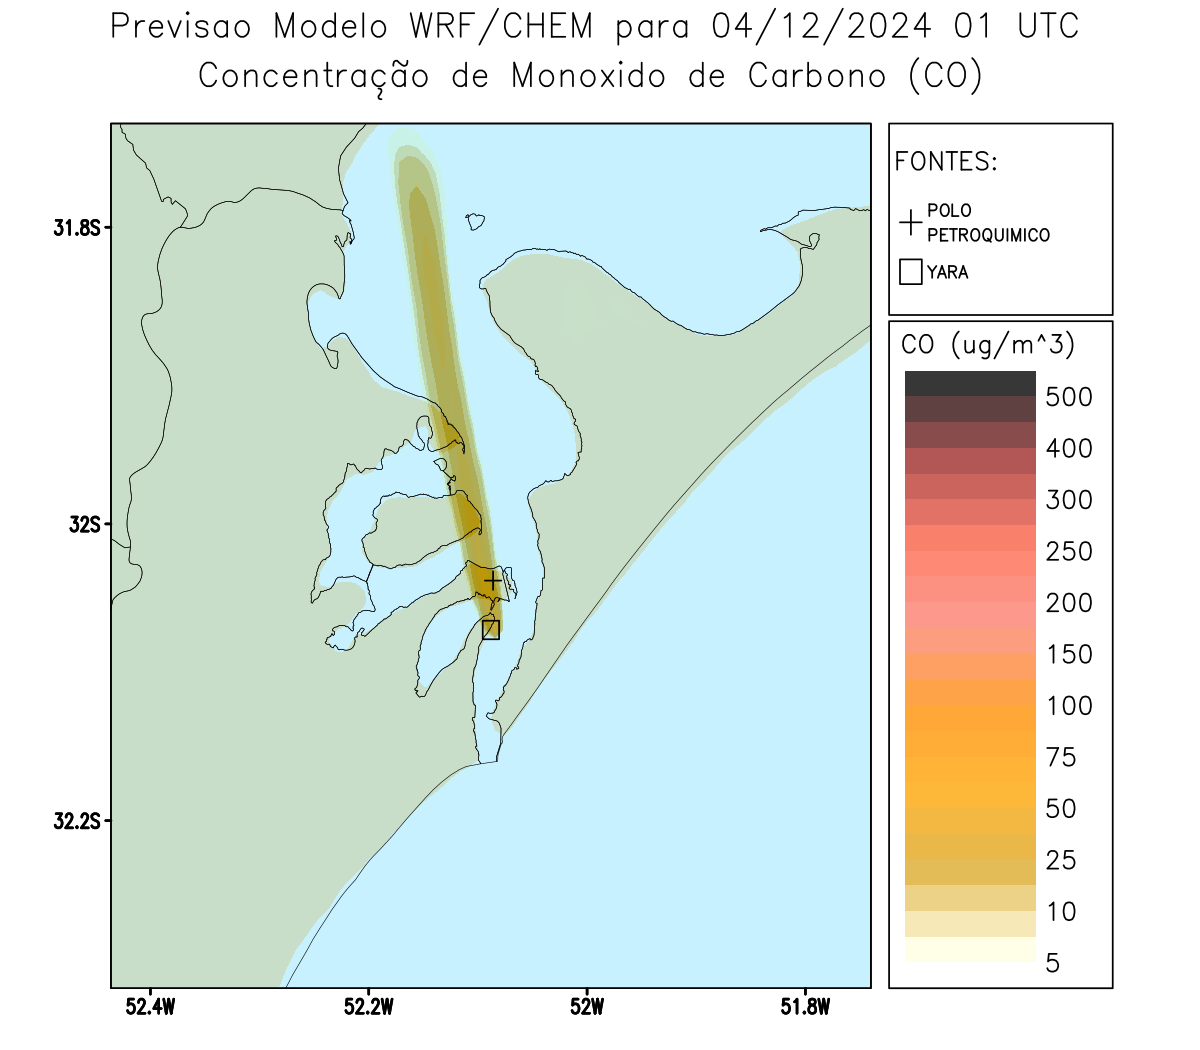 Previsao Modelo WRF/CHEM para 04/12/2024 01 UTC
Concentração de Monoxido de Carbono (CO)
FONTES:
POLO
PETROQUIMICO
YARA
CO (ug/m^3)
500
400
300
250
200
150
100
75
50
25
10
5
31.8S
32S
32.2S
52.4W
52.2W
52W
51.8W